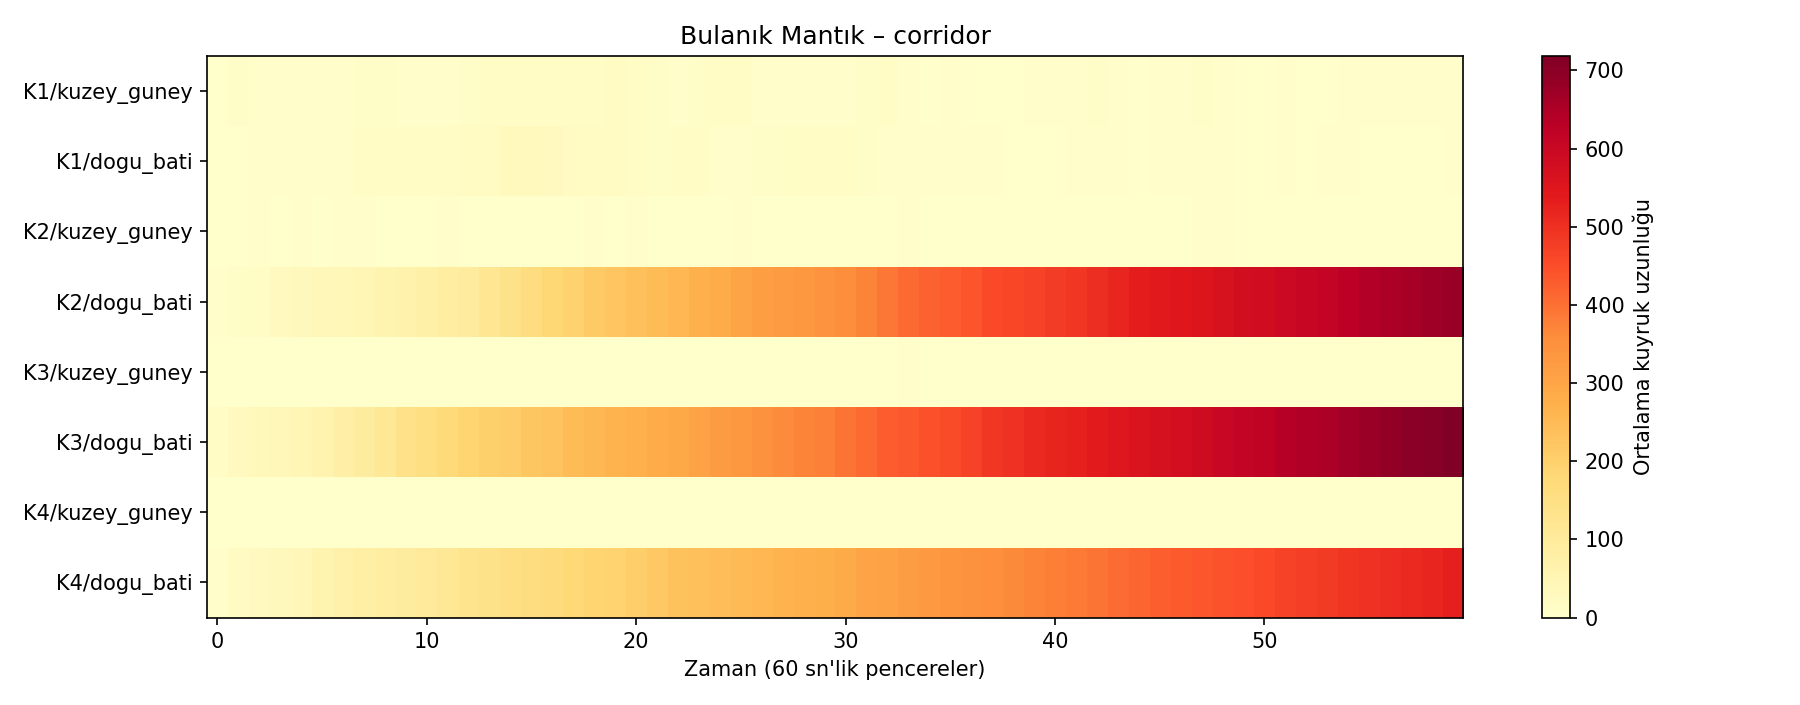 Bulanık Mantık – corridor
K1/kuzey_guney
K1/dogu_bati
K2/kuzey_guney
K2/dogu_bati
K3/kuzey_guney
K3/dogu_bati
K4/kuzey_guney
K4/dogu_bati
0 10 20 30 40 50
Zaman (60 sn'lik pencereler)
700
600
500
400
300
200
100
0
Ortalama kuyruk uzunluğu